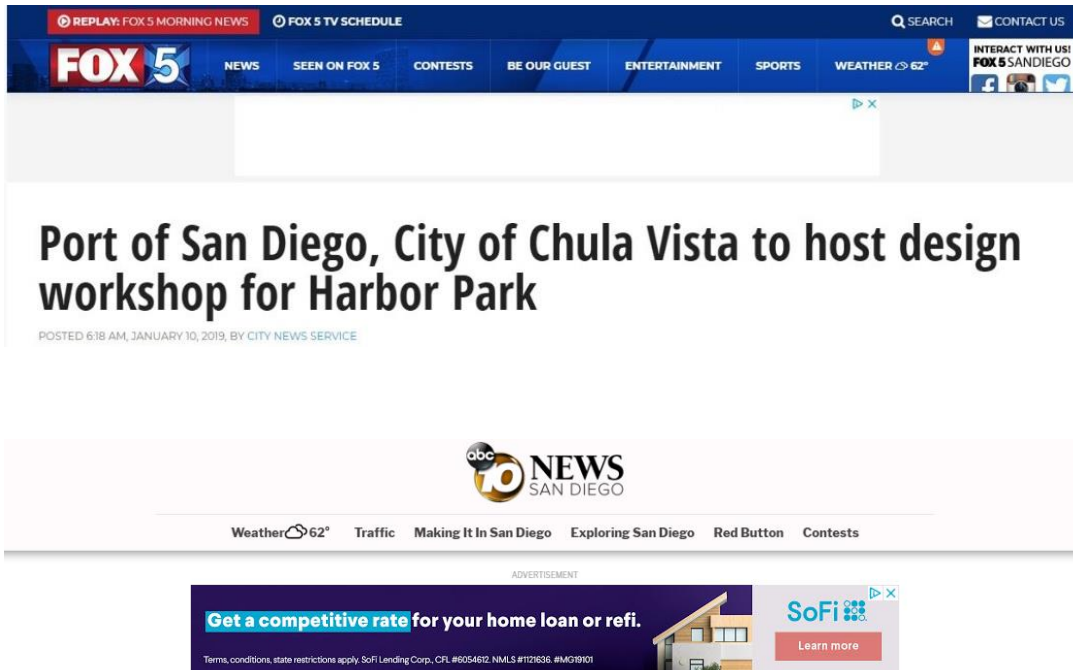 REPLAY: FOX 5 MORNING NEWS FOX 5 TV SCHEDULE SEARCH CONTACT US
FOX 5 NEWS SEEN ON FOX 5 CONTESTS BE OUR GUEST ENTERTAINMENT SPORTS WEATHER 62° INTERACT WITH US!
FOX 5 SANDIEGO
Port of San Diego, City of Chula Vista to host design
workshop for Harbor Park
POSTED 6:18 AM, JANUARY 10, 2019, BY CITY NEWS SERVICE
abc 10 NEWS
SAN DIEGO
Weather 62° Traffic Making It In San Diego Exploring San Diego Red Button Contests
ADVERTISEMENT
Get a competitive rate for your home loan or refi. SoFi
Learn more
Terms, conditions, state restrictions apply. SoFi Lending Corp., CFL #6054612. NMLS #1121636. #MG19101